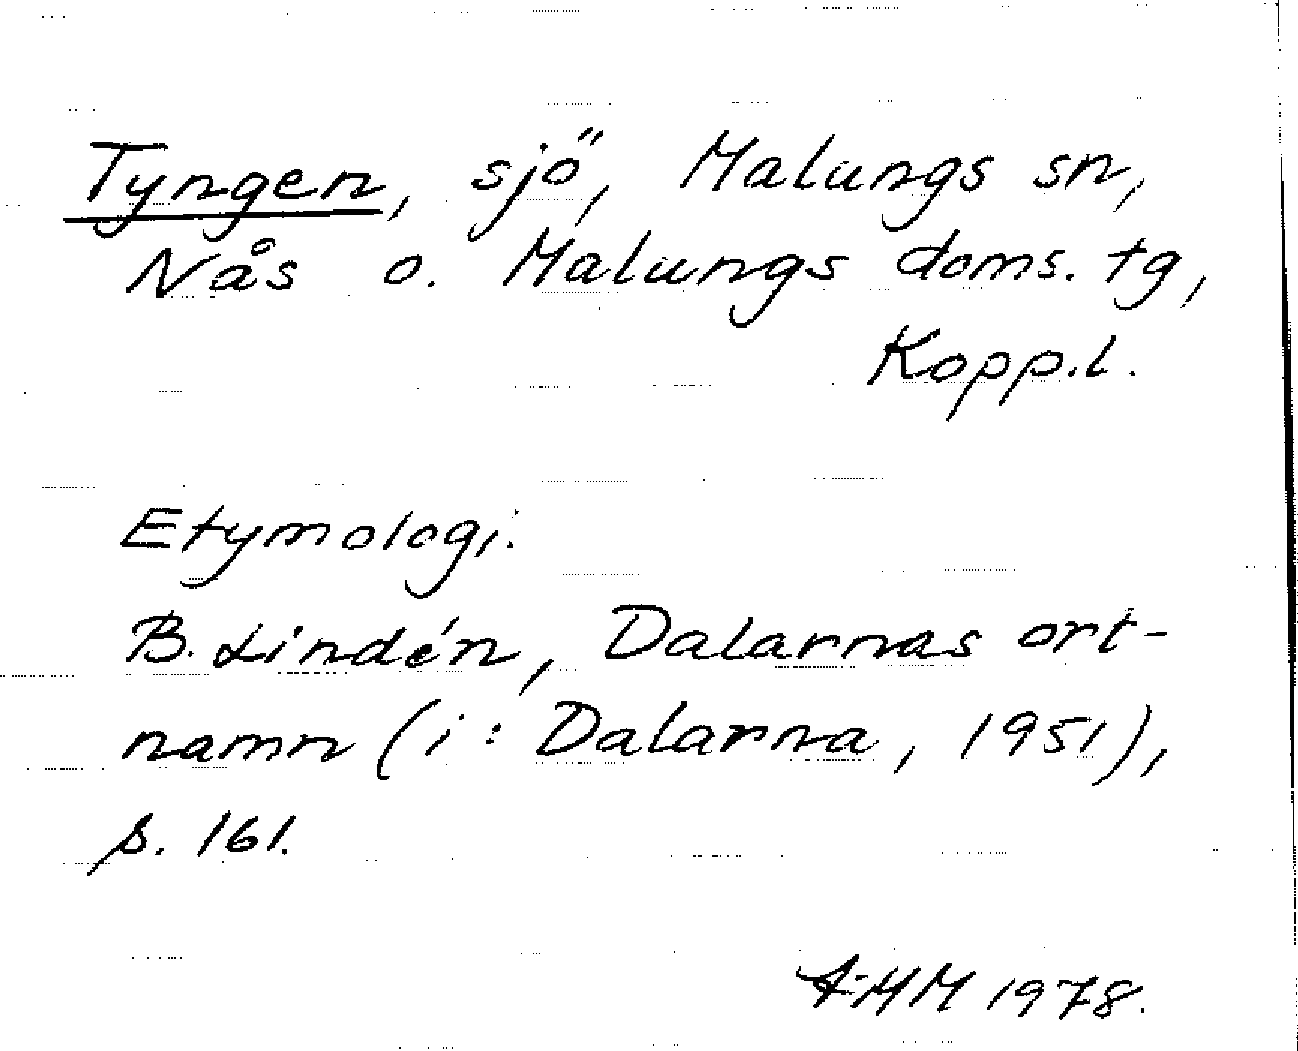 Tyngen, sjö, Malungs sn,
Nås o. Malungs doms. tg,
Kopp.l.
Etymologi:
B. Lindén, Dalarnas ort-
namn (i: Dalarna, 1951),
s. 161.
AHM 1978.